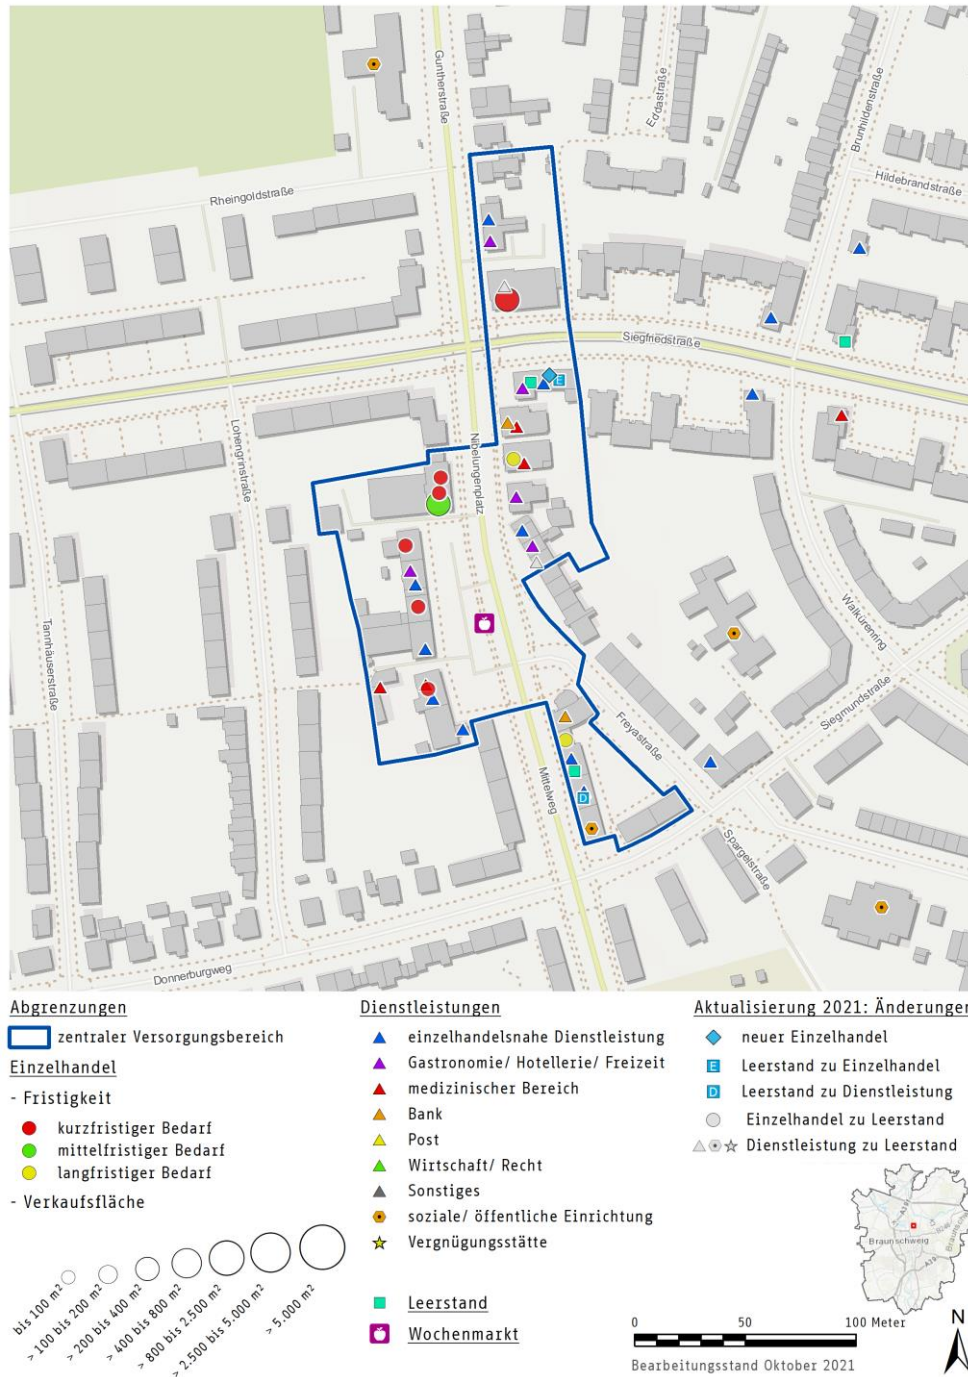 Guntherstraße
Eddastraße
Brunhildenstraße
Hildebrandstraße
Rheingoldstraße
Siegfriedstraße
Lohengrinstraße
Nibelungenplatz
Tannhäuserstraße
Walkürenring
Siegmundstraße
Freyastraße
Mittelweg
Spargelstraße
Donnerburgweg
Abgrenzungen
zentraler Versorgungsbereich
Einzelhandel
- Fristigkeit
kurzfristiger Bedarf
mittelfristiger Bedarf
langfristiger Bedarf
- Verkaufsfläche
bis 100 m²
> 100 bis 200 m²
> 200 bis 400 m²
> 400 bis 800 m²
> 800 bis 2.500 m²
> 2.500 bis 5.000 m²
> 5.000 m²
Dienstleistungen
einzelhandelsnahe Dienstleistung
Gastronomie/ Hotellerie/ Freizeit
medizinischer Bereich
Bank
Post
Wirtschaft/ Recht
Sonstiges
soziale/ öffentliche Einrichtung
Vergnügungsstätte
Leerstand
Wochenmarkt
Aktualisierung 2021: Änderungen
neuer Einzelhandel
E Leerstand zu Einzelhandel
D Leerstand zu Dienstleistung
Einzelhandel zu Leerstand
Dienstleistung zu Leerstand
Braunschweig
0 50 100 Meter
N
Bearbeitungsstand Oktober 2021